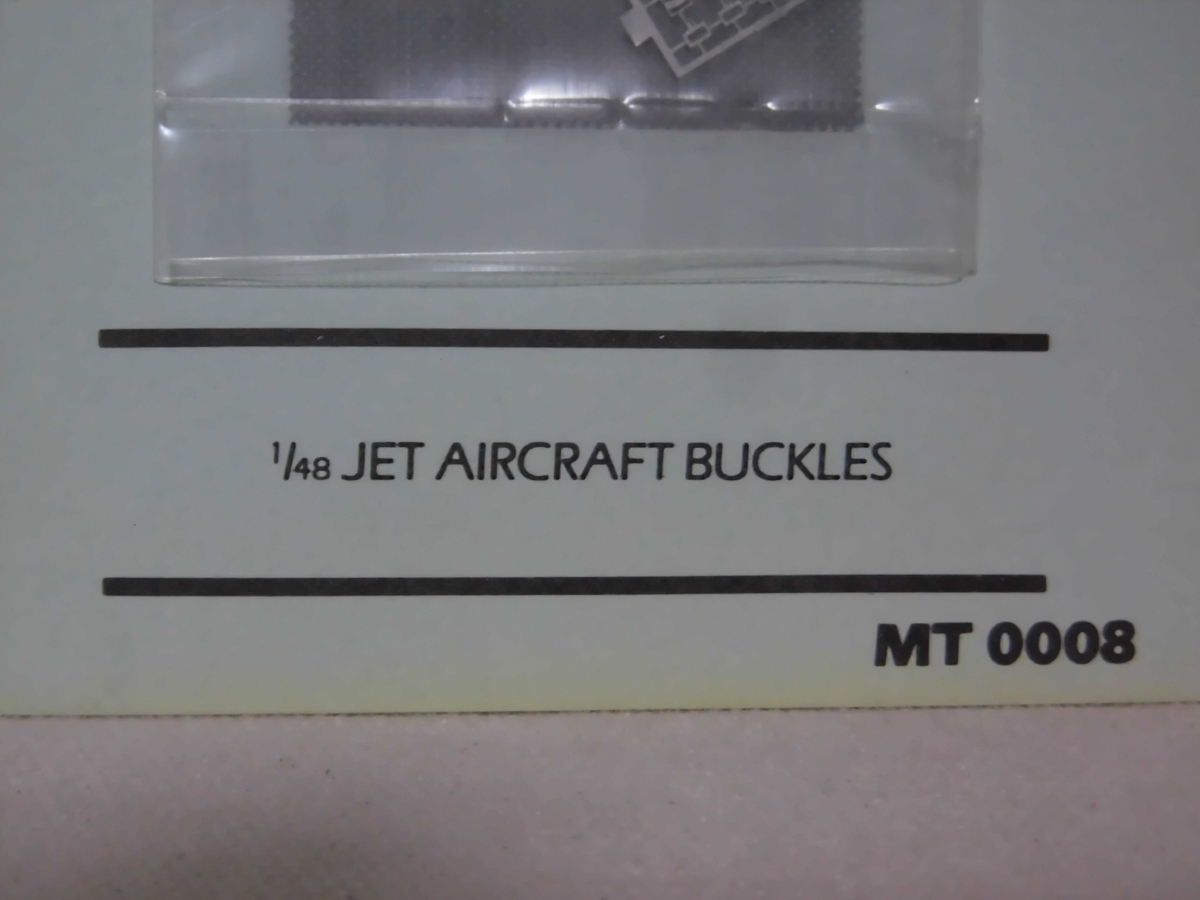 1/48 JET AIRCRAFT BUCKLES
MT 0008